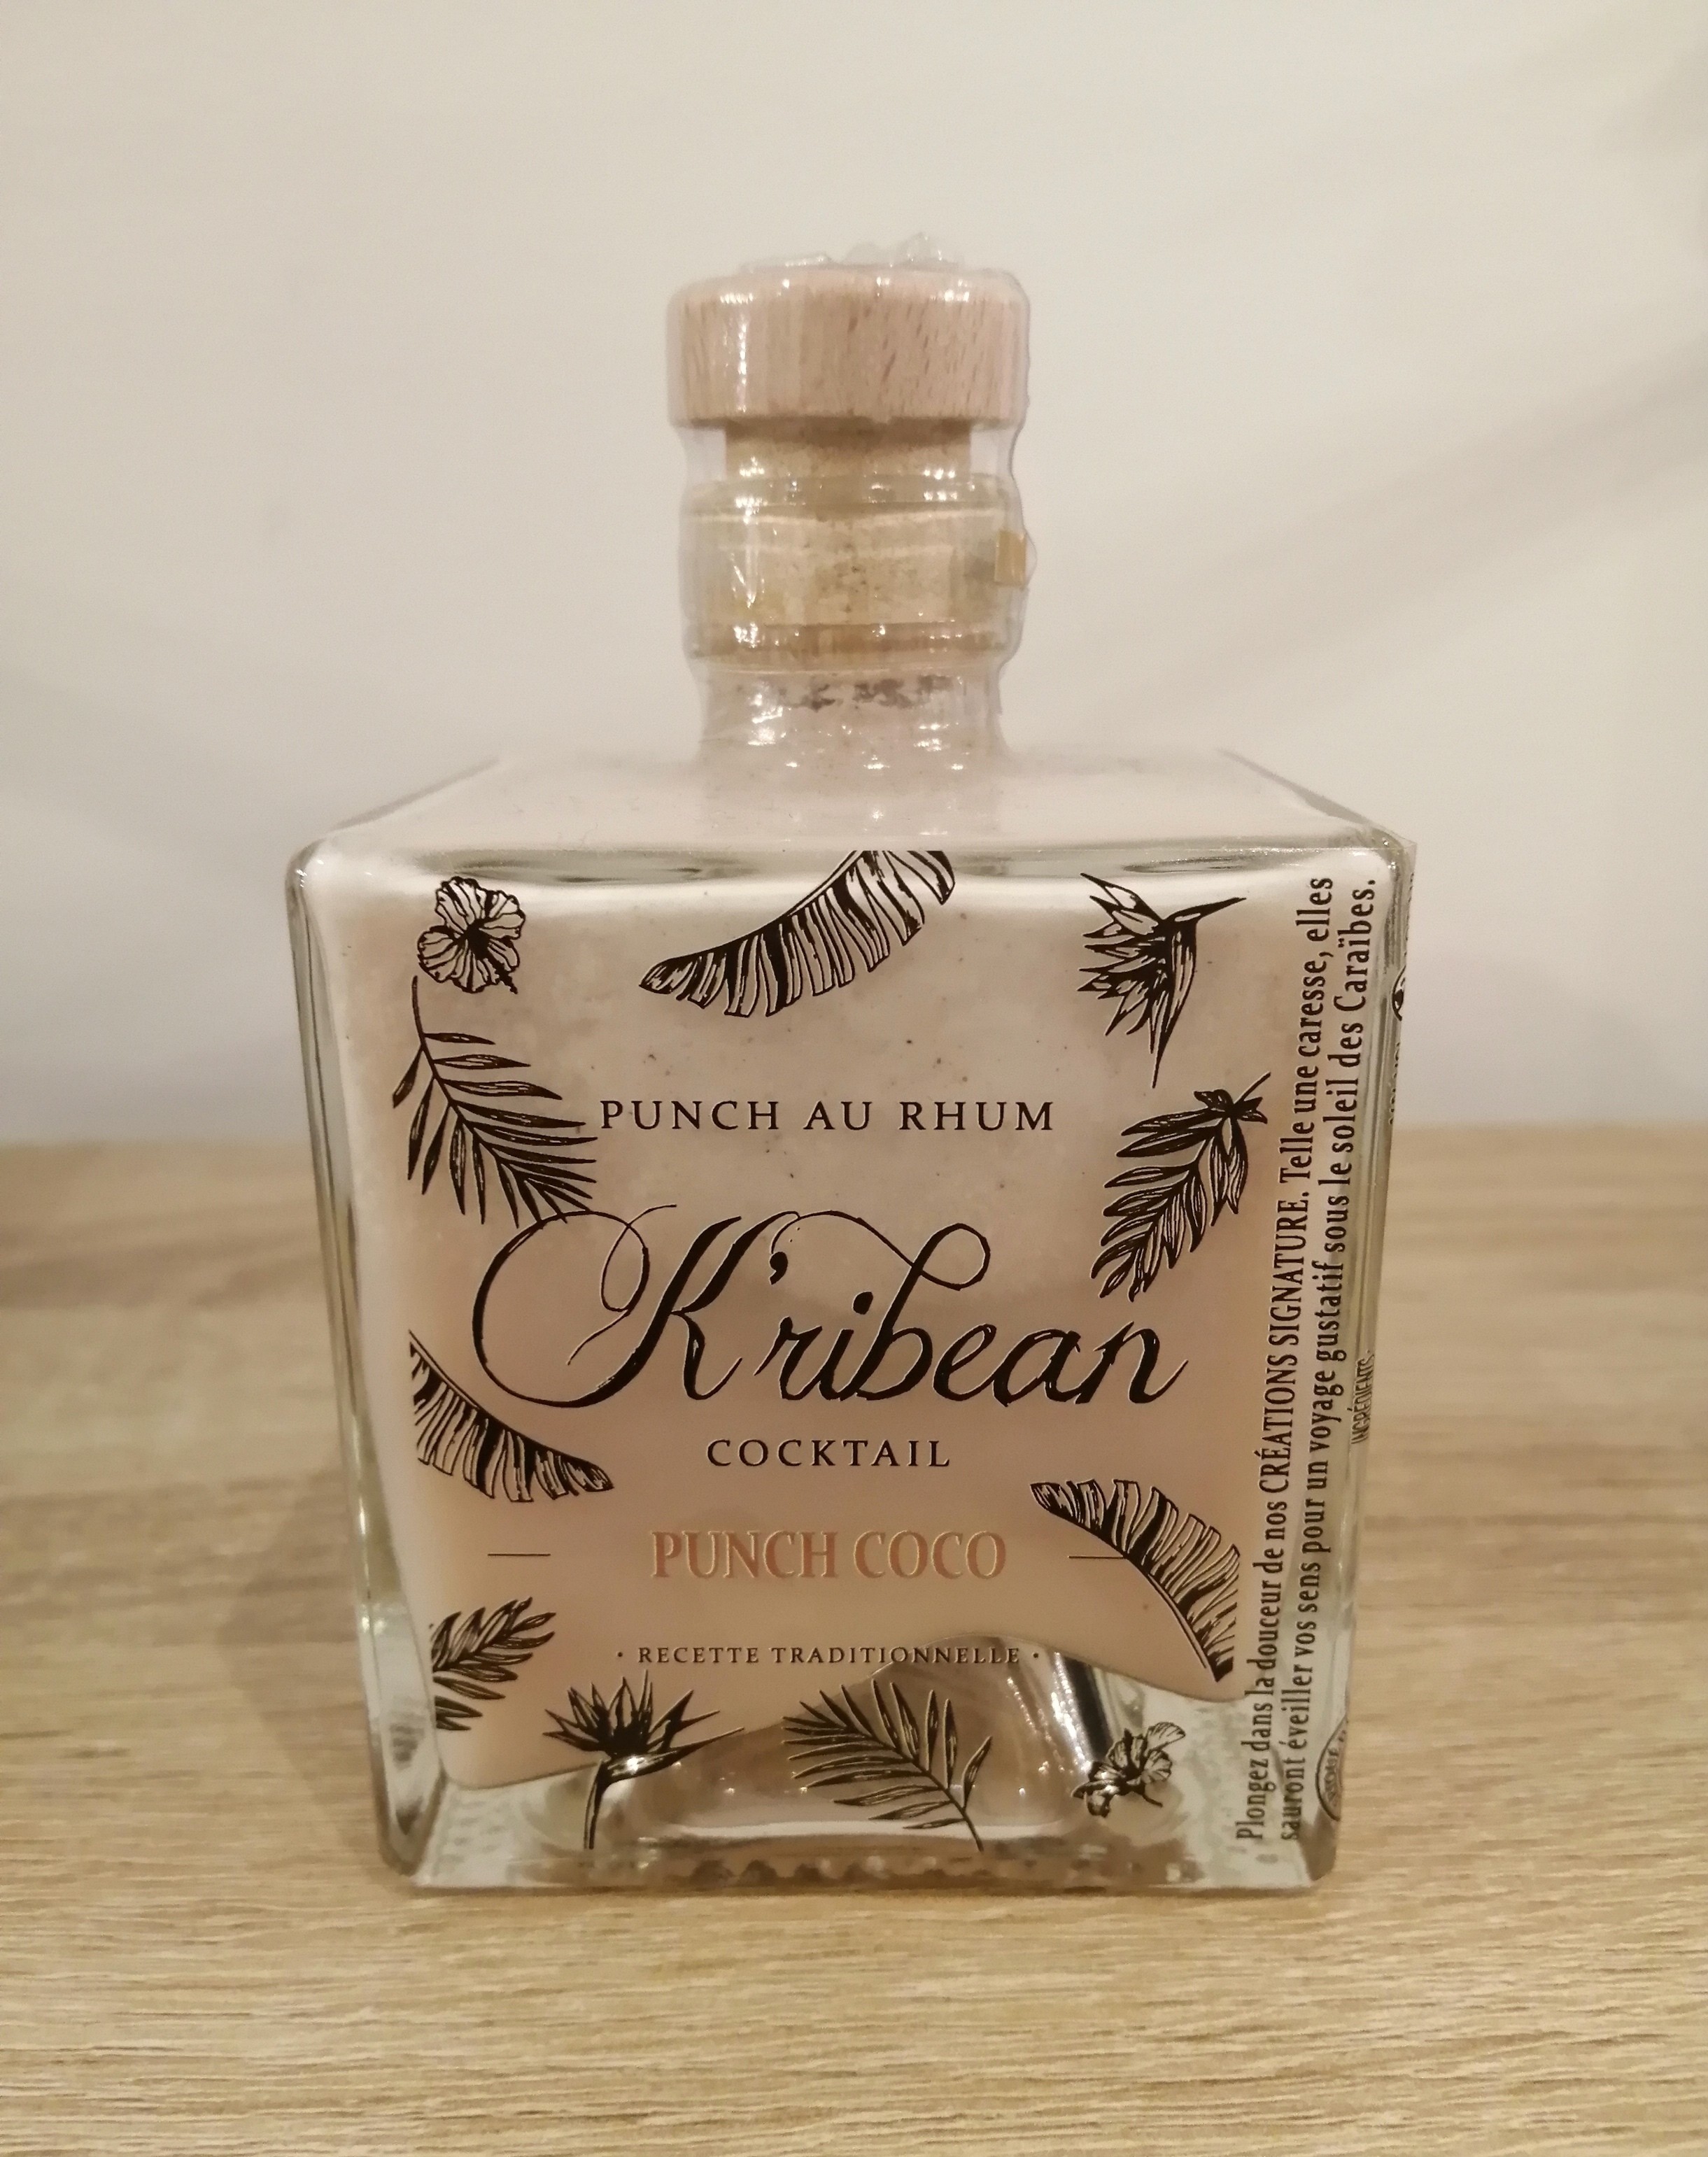 PUNCH AU RHUM
K'ribean
COCKTAIL
PUNCH COCO
· RECETTE TRADITIONNELLE ·
Plongez dans la douceur de nos CRÉATIONS SIGNATURE. Telle une caresse, elles
sauront éveiller vos sens pour un voyage gustatif sous le soleil des Caraïbes.
INGRÉDIENTS: